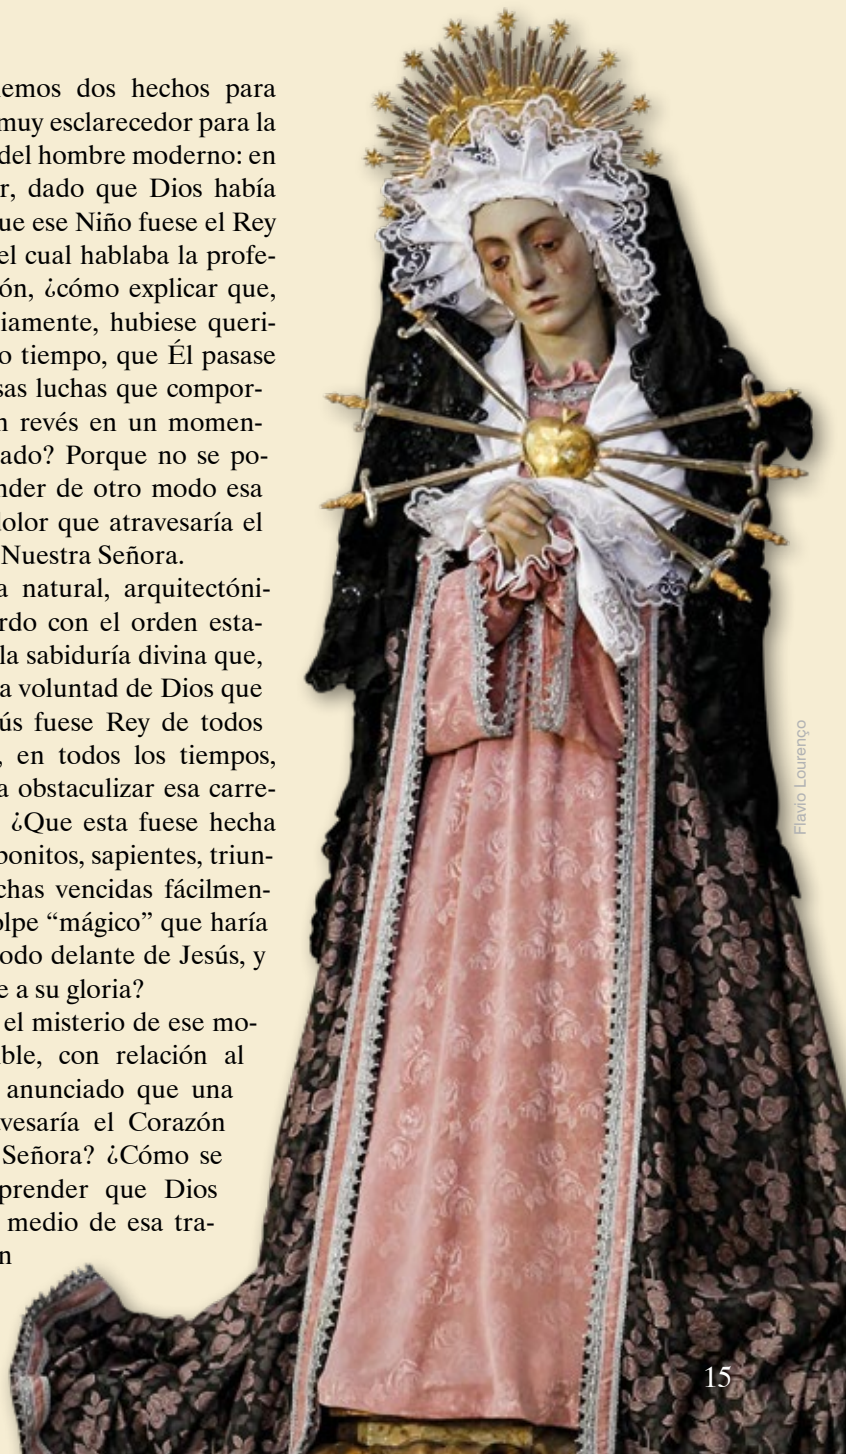 emos dos hechos para
muy esclarecedor para la
del hombre moderno: en
r, dado que Dios había
ue ese Niño fuese el Rey
el cual hablaba la profe-
ón, ¿cómo explicar que,
iamente, hubiese queri-
o tiempo, que Él pasase
sas luchas que compor-
n revés en un momen-
ado? Porque no se po-
nder de otro modo esa
dolor que atravesaría el
Nuestra Señora.
a natural, arquitectóni-
rdo con el orden esta-
la sabiduría divina que,
a voluntad de Dios que
ús fuese Rey de todos
, en todos los tiempos,
a obstaculizar esa carre-
¿Que esta fuese hecha
bonitos, sapientes, triun-
chas vencidas fácilmen-
olpe “mágico” que haría
odo delante de Jesús, y
e a su gloria?
el misterio de ese mo-
ble, con relación al
anunciado que una
vesaría el Corazón
Señora? ¿Cómo se
prender que Dios
medio de esa tra-
n
Flavio Lourenço
15